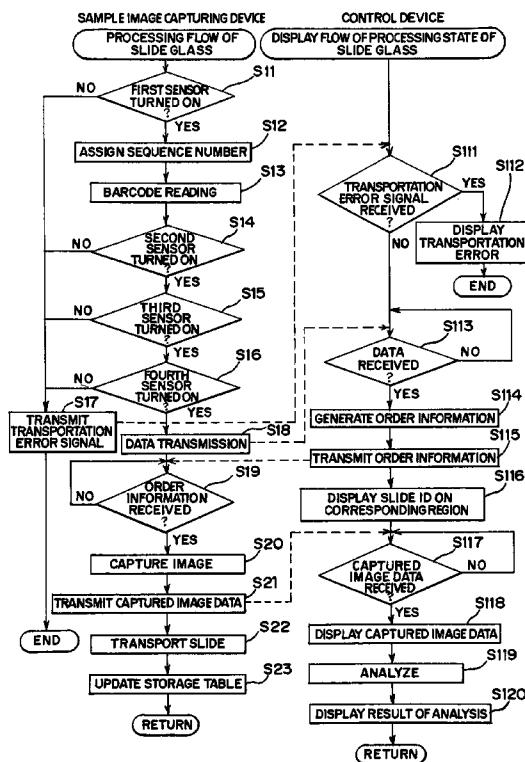 SAMPLE IMAGE CAPTURING DEVICE
PROCESSING FLOW OF
SLIDE GLASS
S11
FIRST SENSOR
TURNED ON
?
NO
YES
S12
ASSIGN SEQUENCE NUMBER
S13
BARCODE READING
S14
SECOND
SENSOR
TURNED ON
?
NO
YES
S15
THIRD
SENSOR
TURNED ON
?
NO
YES
S16
FOURTH
SENSOR
TURNED ON
?
NO
YES
S17
TRANSMIT
TRANSPORTATION
ERROR SIGNAL
S18
DATA TRANSMISSION
S19
ORDER
INFORMATION
RECEIVED
?
NO
YES
S20
CAPTURE IMAGE
S21
TRANSMIT CAPTURED IMAGE DATA
S22
TRANSPORT SLIDE
S23
UPDATE STORAGE TABLE
END
RETURN
CONTROL DEVICE
DISPLAY FLOW OF PROCESSING STATE OF
SLIDE GLASS
S111
TRANSPORTATION
ERROR SIGNAL
RECEIVED
?
YES
NO
S112
DISPLAY
TRANSPORTATION
ERROR
END
S113
DATA
RECEIVED
?
NO
YES
S114
GENERATE ORDER INFORMATION
S115
TRANSMIT ORDER INFORMATION
S116
DISPLAY SLIDE ID ON
CORRESPONDING REGION
S117
CAPTURED
IMAGE DATA
RECEIVED
?
NO
YES
S118
DISPLAY CAPTURED IMAGE DATA
S119
ANALYZE
S120
DISPLAY RESULT OF ANALYSIS
RETURN